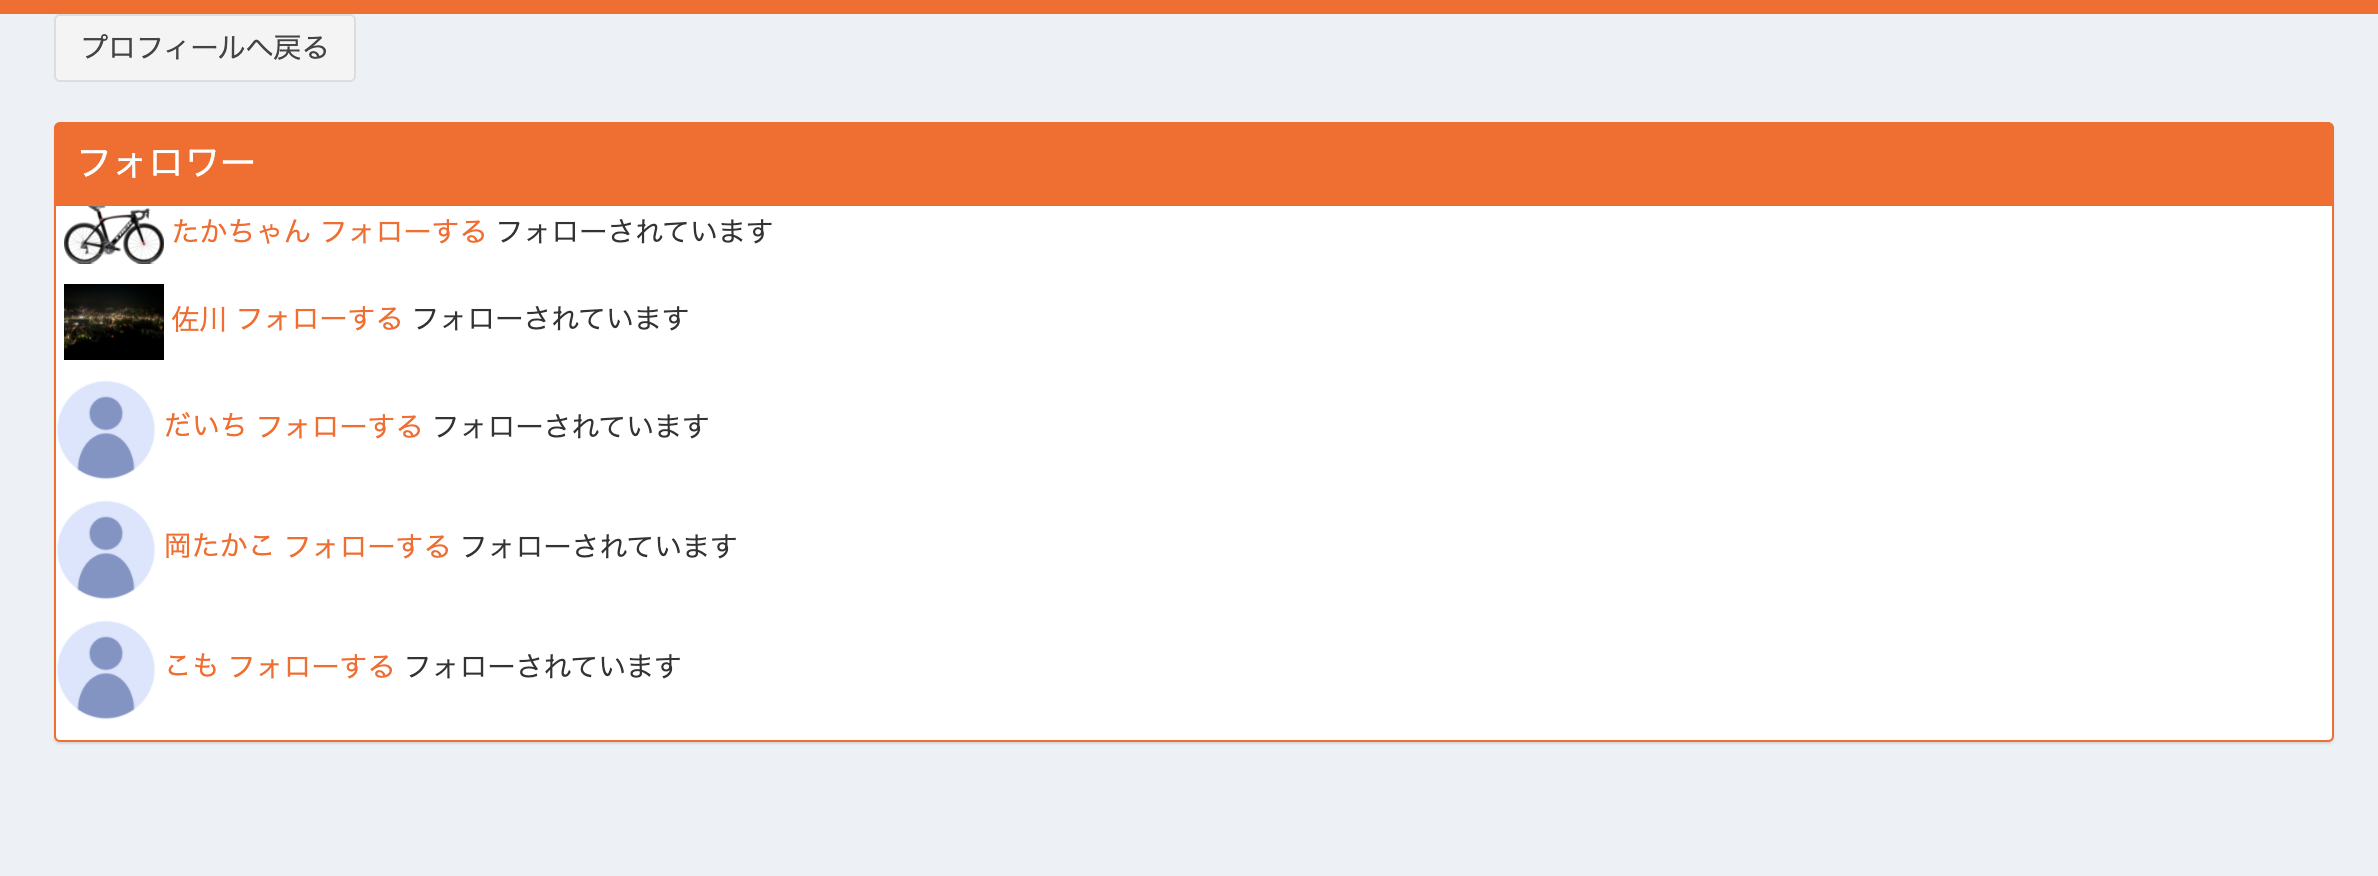 プロフィールへ戻る
フォロワー
たかちゃん フォローする フォローされています
佐川 フォローする フォローされています
だいち フォローする フォローされています
岡たかこ フォローする フォローされています
こも フォローする フォローされています